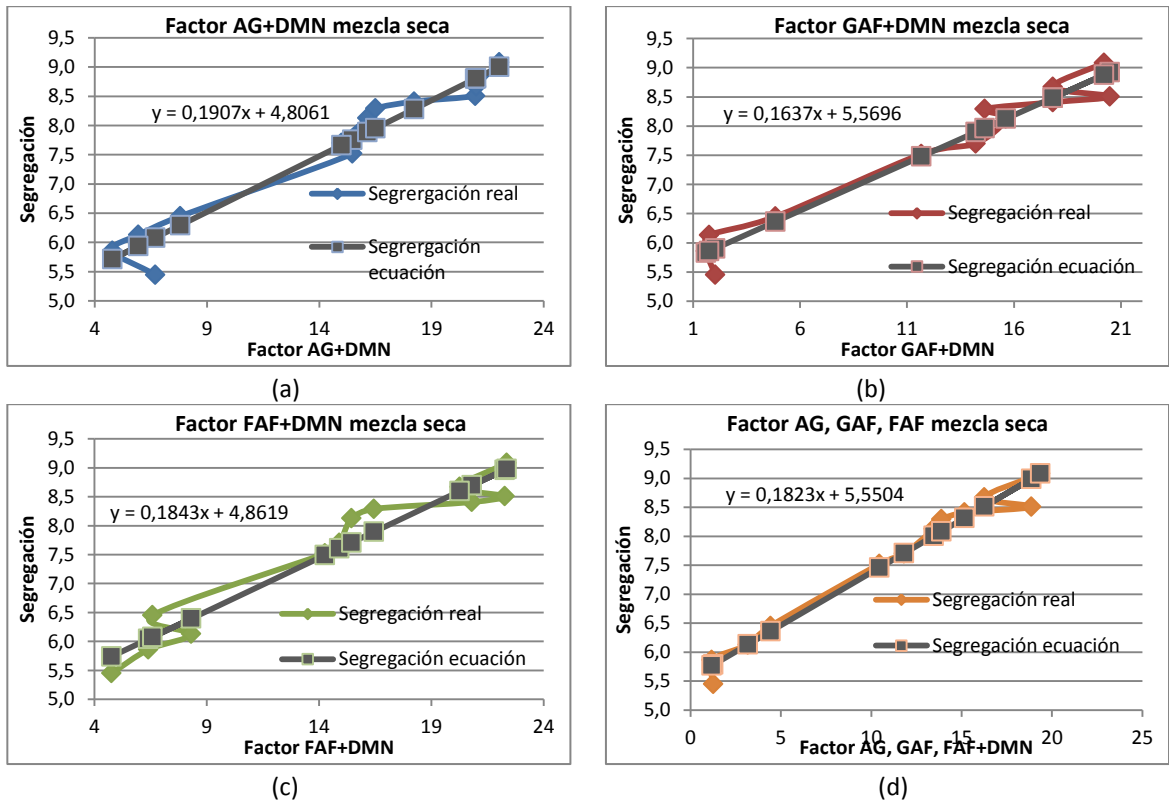 Factor AG+DMN mezcla seca
9,5
9,0
8,5
8,0
7,5
7,0
6,5
6,0
5,5
5,0
Segregación
y = 0,1907x + 4,8061
Segrergación real
Segrergación
ecuación
4 9 14 19 24
Factor AG+DMN
(a)
Factor GAF+DMN mezcla seca
9,5
9,0
8,5
8,0
7,5
7,0
6,5
6,0
5,5
5,0
Segregación
y = 0,1637x + 5,5696
Segregación real
Segregación ecuación
1 6 11 16 21
Factor GAF+DMN
(b)
Factor FAF+DMN mezcla seca
9,5
9,0
8,5
8,0
7,5
7,0
6,5
6,0
5,5
5,0
Segregación
y = 0,1843x + 4,8619
Segregación real
Segregación ecuación
4 9 14 19 24
Factor FAF+DMN
(c)
Factor AG, GAF, FAF mezcla seca
9,5
9,0
8,5
8,0
7,5
7,0
6,5
6,0
5,5
5,0
Segregación
y = 0,1823x + 5,5504
Segregación real
Segregación ecuación
0 5 10 15 20 25
Factor AG, GAF, FAF+DMN
(d)